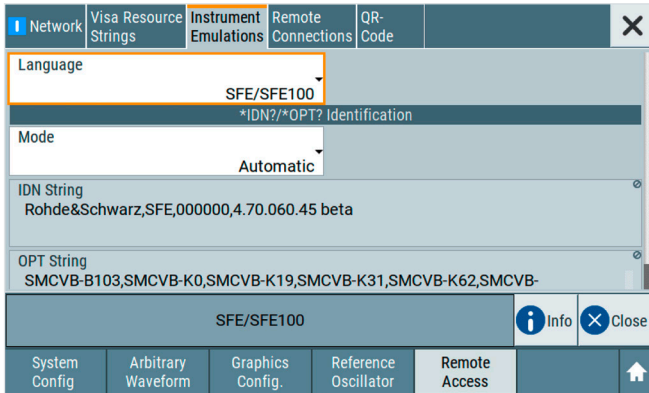 Network
Visa Resource Strings
Instrument Emulations
Remote Connections
QR-Code
Language
SFE/SFE100
*IDN?/*OPT? Identification
Mode
Automatic
IDN String
Rohde&Schwarz,SFE,000000,4.70.060.45 beta
OPT String
SMCVB-B103,SMCVB-K0,SMCVB-K19,SMCVB-K31,SMCVB-K62,SMCVB-
SFE/SFE100
Info
Close
System Config
Arbitrary Waveform
Graphics Config.
Reference Oscillator
Remote Access